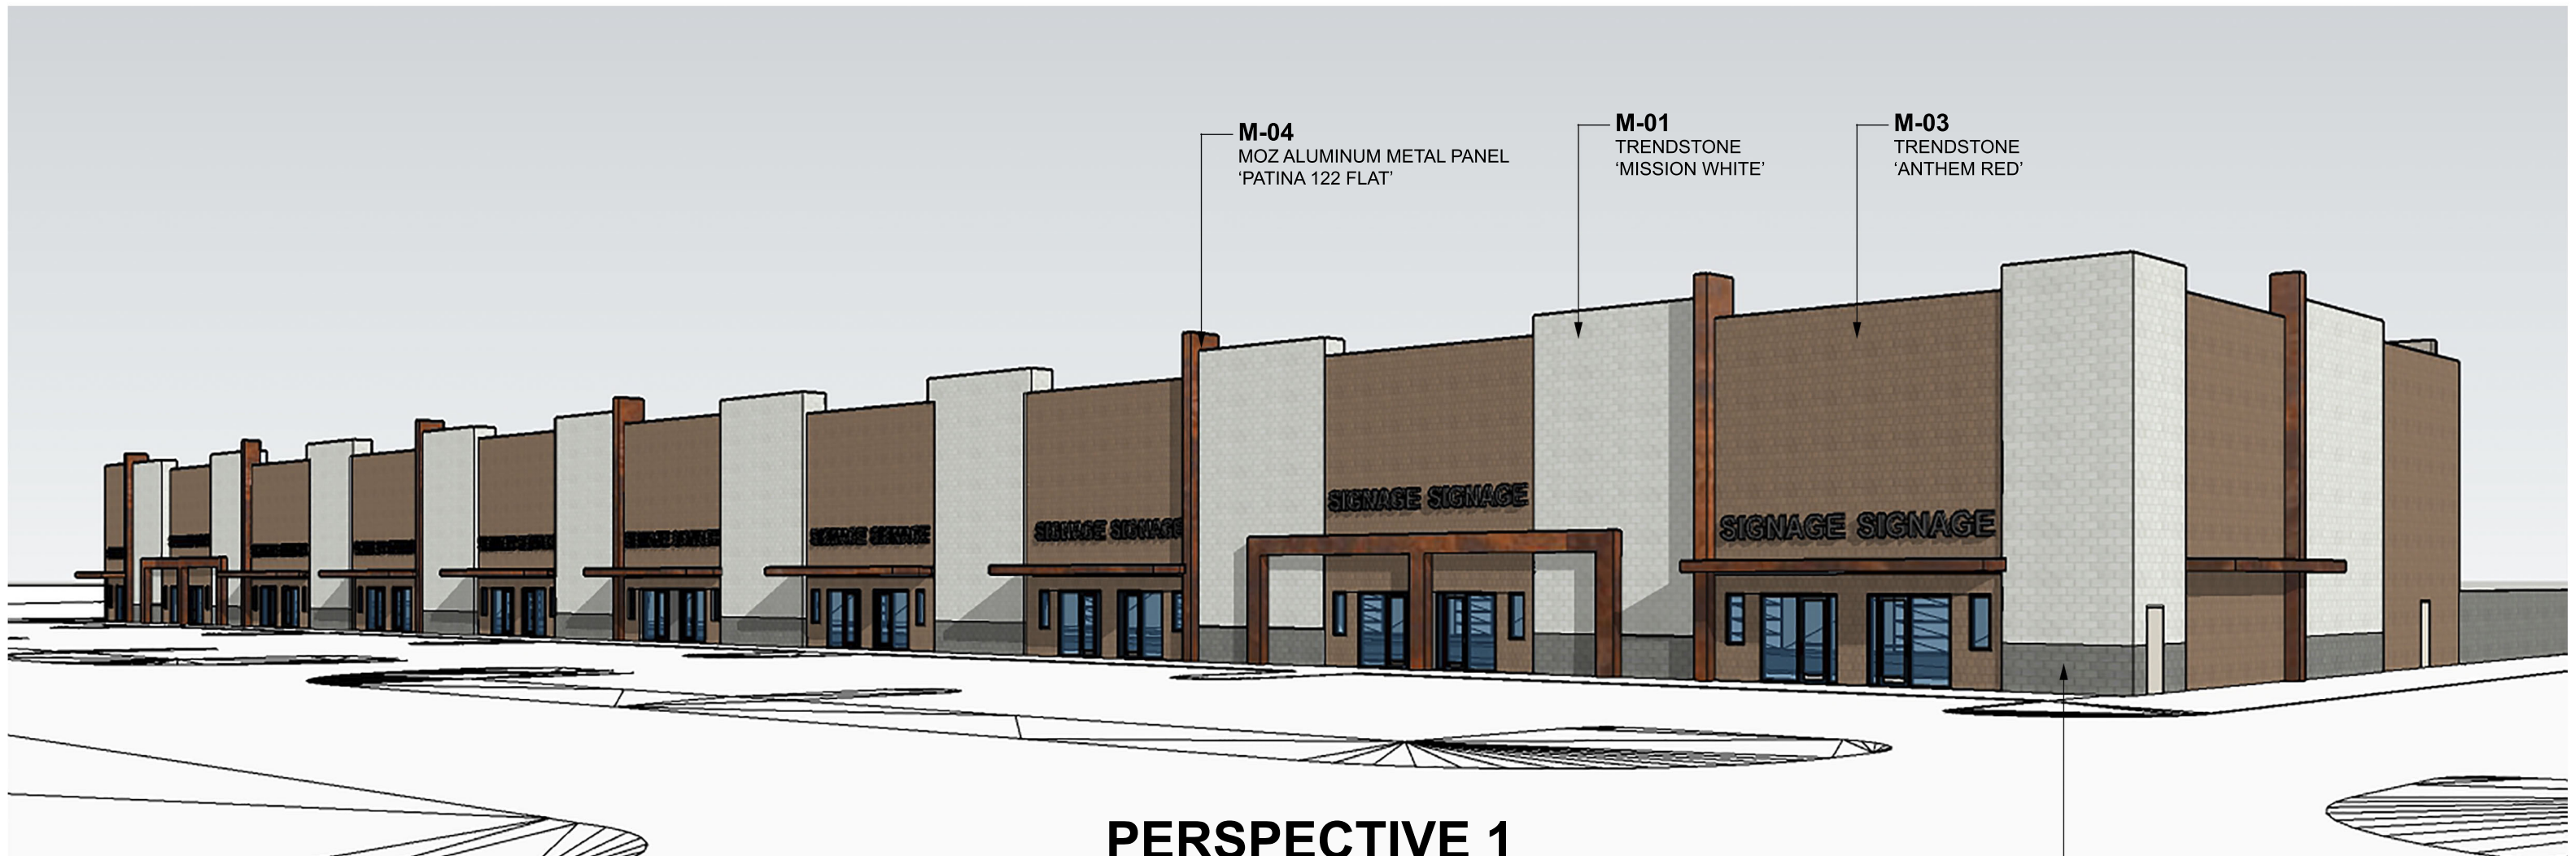 M-04
MOZ ALUMINUM METAL PANEL
‘PATINA 122 FLAT’
M-01
TRENDSTONE
‘MISSION WHITE’
M-03
TRENDSTONE
‘ANTHEM RED’
SIGNAGE SIGNAGE
SIGNAGE SIGNAGE
SIGNAGE SIGNAGE
SIGNAGE SIGNAGE
PERSPECTIVE 1